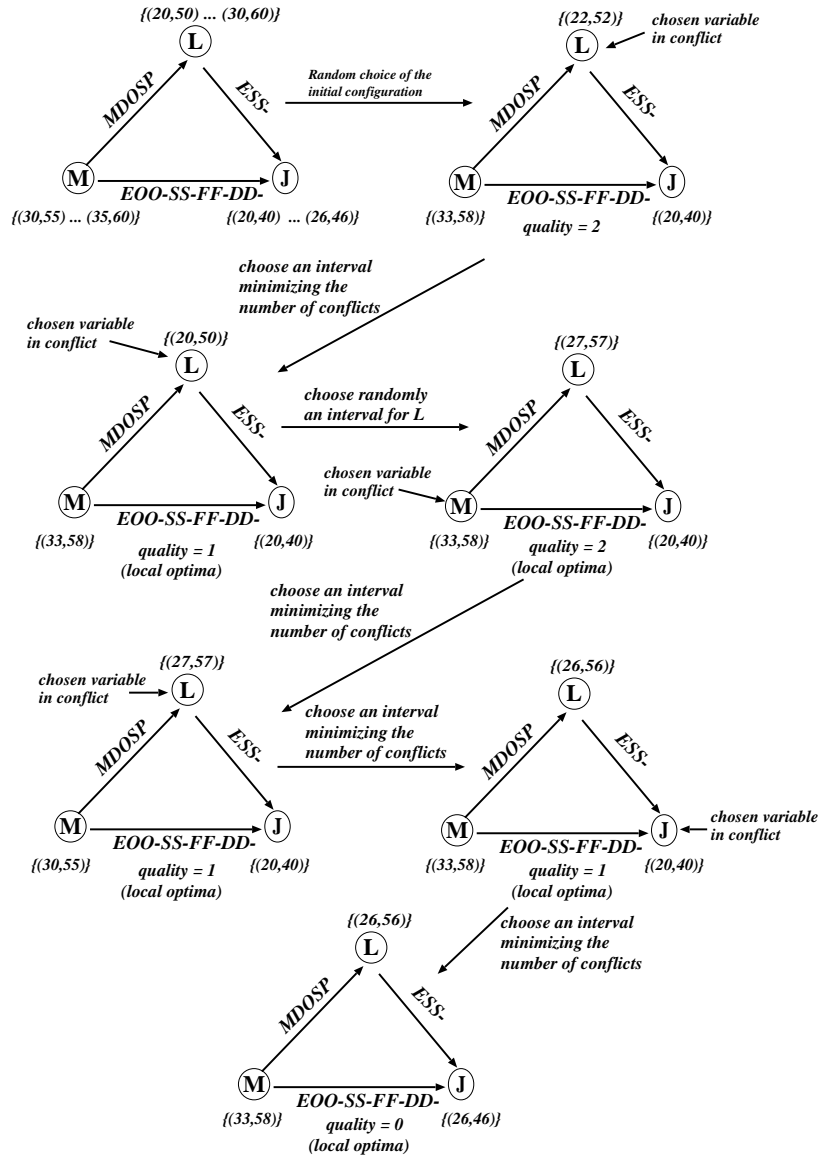 {(20,50) ... (30,60)}
L
MDOSP
ESS-
M
EOO-SS-FF-DD-
J
{(30,55) ... (35,60)}
{(20,40) ... (26,46)}
Random choice of the
initial configuration
{(22,52)}
L
chosen variable
in conflict
MDOSP
ESS-
M
EOO-SS-FF-DD-
J
{(33,58)}
{(20,40)}
quality = 2
choose an interval
minimizing the
number of conflicts
chosen variable
in conflict
{(20,50)}
L
MDOSP
ESS-
M
EOO-SS-FF-DD-
J
{(33,58)}
{(20,40)}
quality = 1
(local optima)
choose randomly
an interval for L
{(27,57)}
L
MDOSP
ESS-
chosen variable
in conflict
M
EOO-SS-FF-DD-
J
{(33,58)}
{(20,40)}
quality = 2
(local optima)
choose an interval
minimizing the
number of conflicts
chosen variable
in conflict
{(27,57)}
L
MDOSP
ESS-
M
EOO-SS-FF-DD-
J
{(30,55)}
{(20,40)}
quality = 1
(local optima)
choose an interval
minimizing the
number of conflicts
{(26,56)}
L
MDOSP
ESS-
M
EOO-SS-FF-DD-
J
chosen variable
in conflict
{(33,58)}
{(20,40)}
quality = 1
(local optima)
choose an interval
minimizing the
number of conflicts
{(26,56)}
L
MDOSP
ESS-
M
EOO-SS-FF-DD-
J
{(33,58)}
{(26,46)}
quality = 0
(local optima)